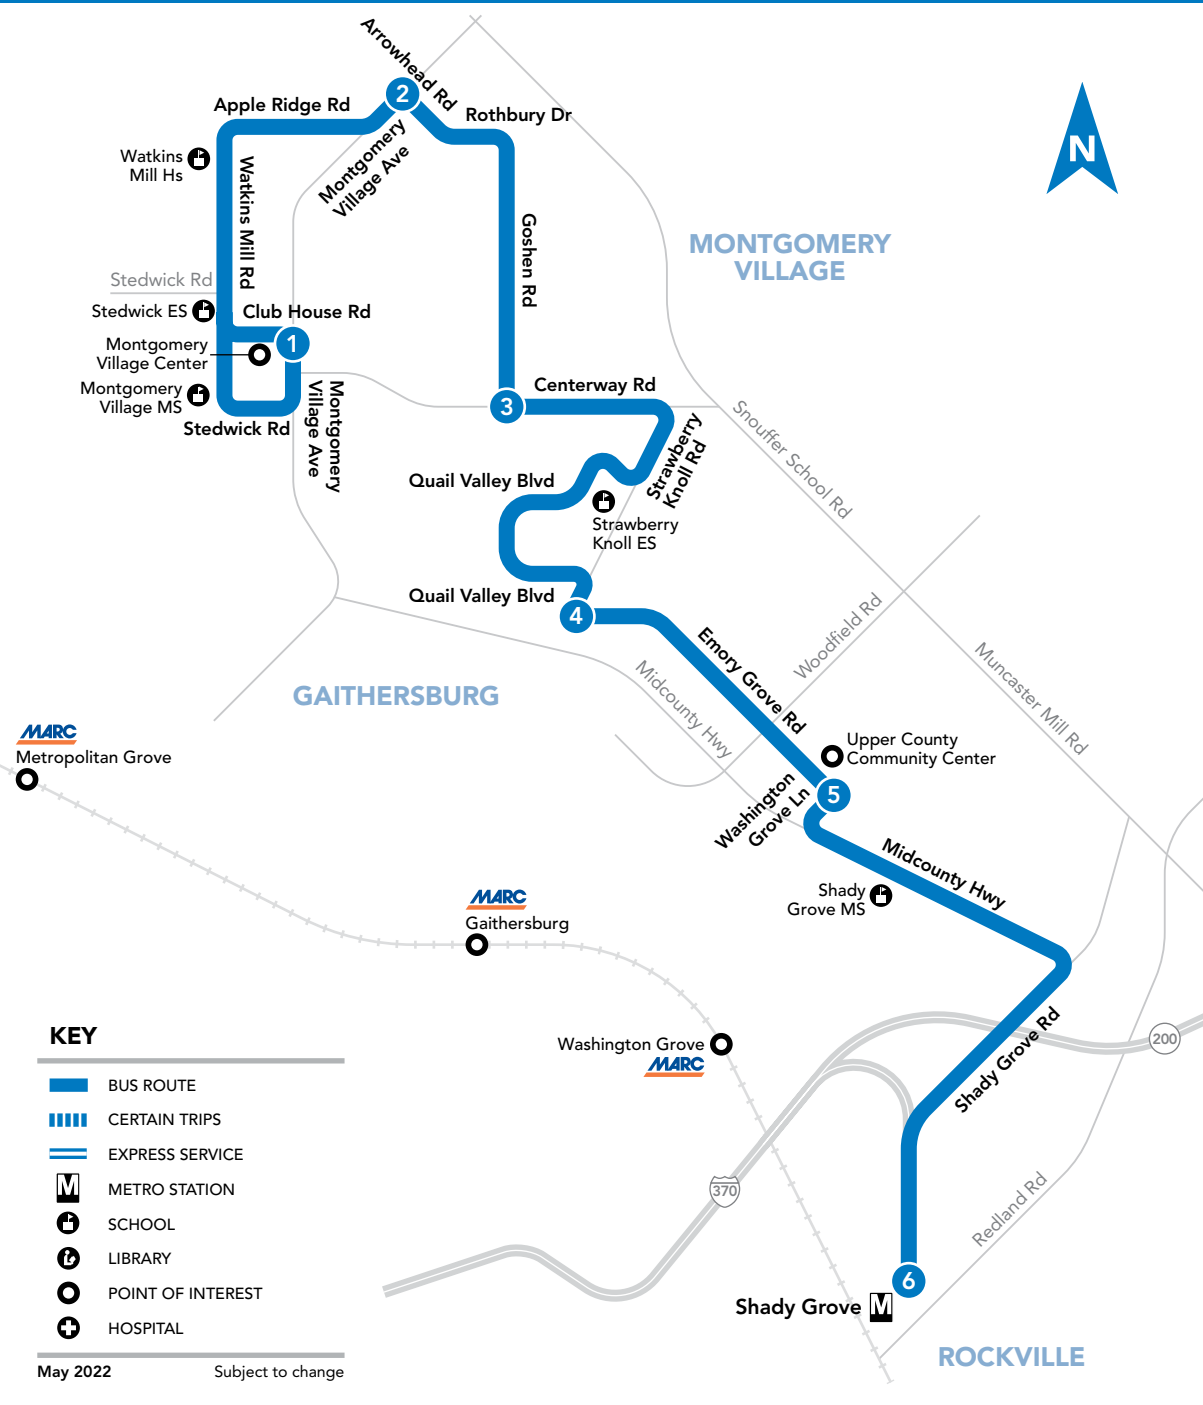 Arrowhead Rd
2
Apple Ridge Rd
Rothbury Dr
Montgomery
Village Ave
N
Watkins
Mill Hs
Watkins Mill Rd
Goshen Rd
MONTGOMERY
VILLAGE
Stedwick Rd
Stedwick ES
Club House Rd
1
Montgomery
Village Center
Montgomery
Village MS
Stedwick Rd
Montgomery
Village Ave
3
Centerway Rd
Strawberry
Knoll Rd
Snouffer School Rd
Quail Valley Blvd
Strawberry
Knoll ES
Quail Valley Blvd
4
Emory Grove Rd
Woodfield Rd
Muncaster Mill Rd
Midcounty Hwy
GAITHERSBURG
MARC
Metropolitan Grove
Upper County
Community Center
5
Washington
Grove Ln
Midcounty Hwy
Shady
Grove MS
MARC
Gaithersburg
Washington Grove
MARC
Shady Grove Rd
200
370
Redland Rd
6
Shady Grove
M
ROCKVILLE
KEY
BUS ROUTE
CERTAIN TRIPS
EXPRESS SERVICE
M METRO STATION
SCHOOL
LIBRARY
POINT OF INTEREST
HOSPITAL
May 2022 Subject to change